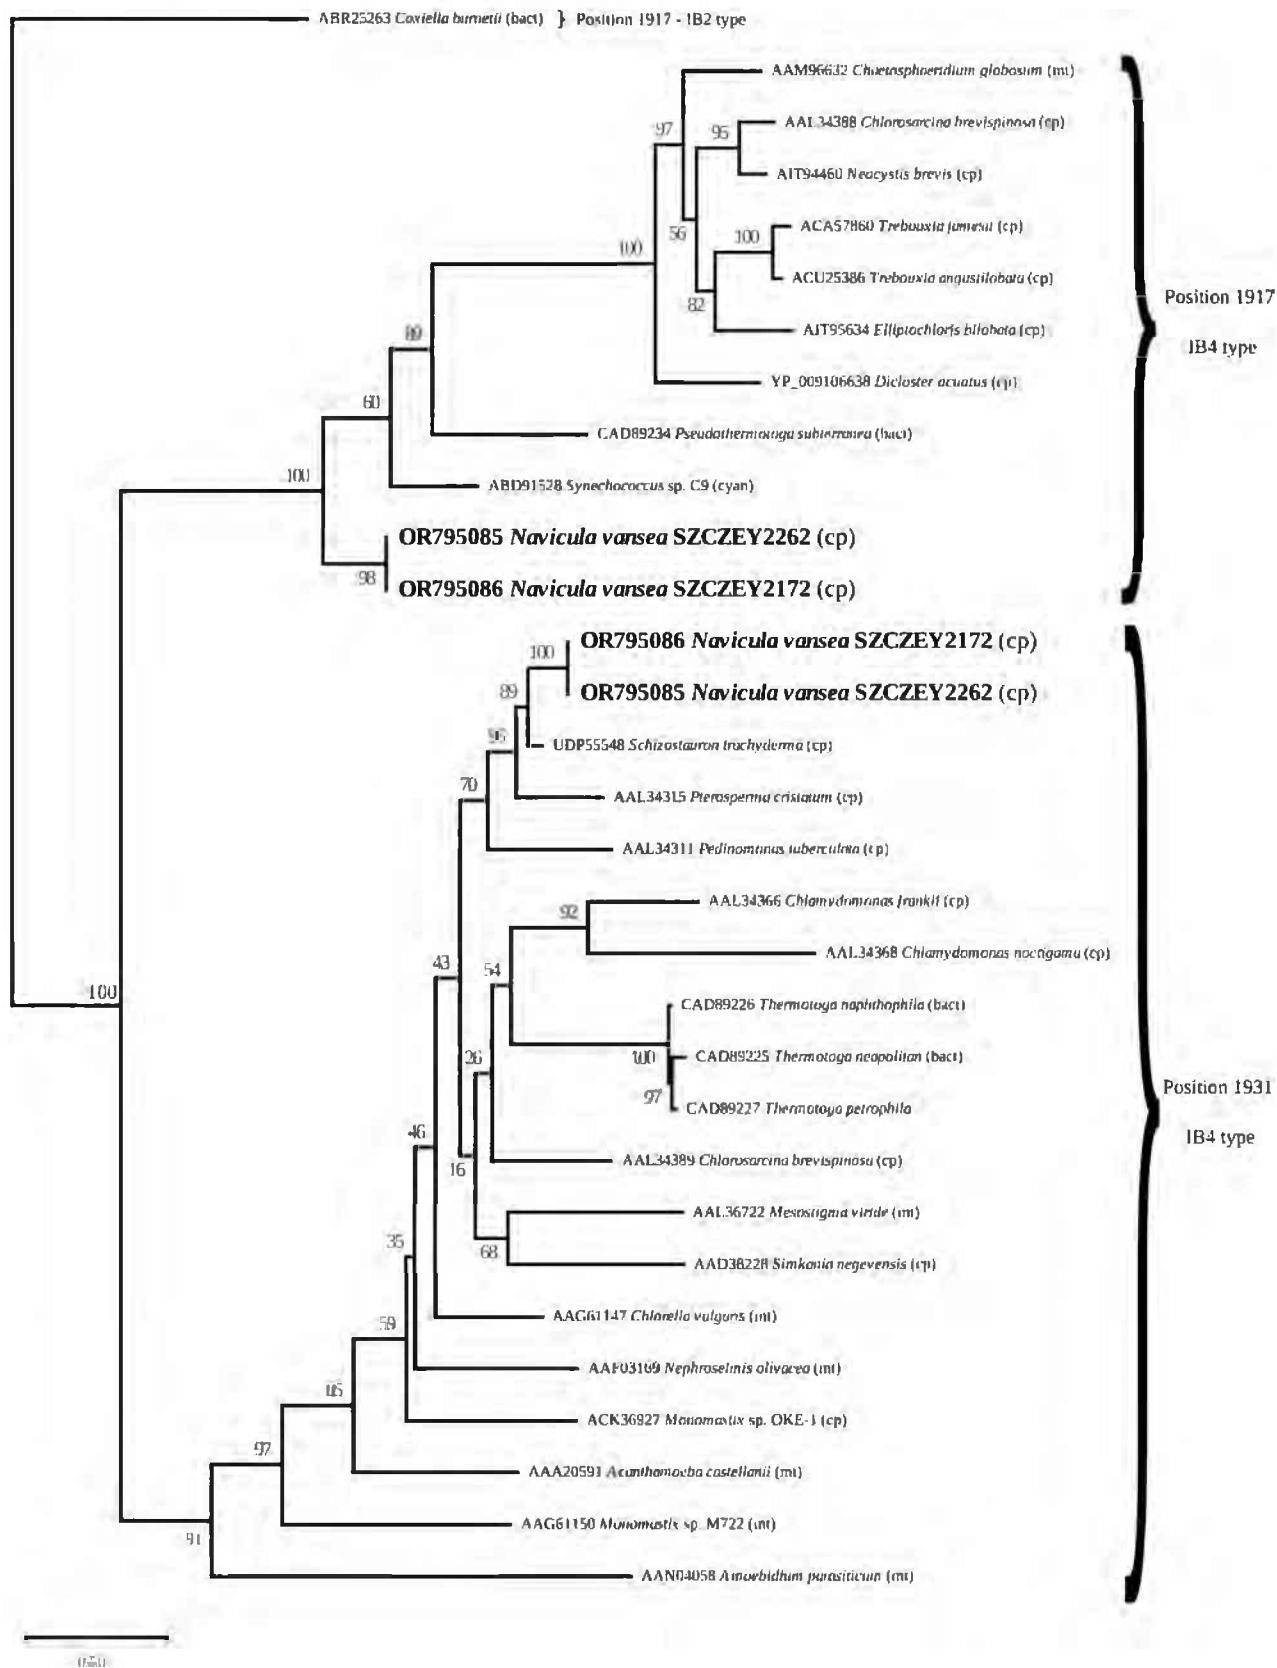 ABR25263 Coxiella burnetii (bact) } Position 1917 - IB2 type
AAM96632 Chaetosphaeridium globosum (mt)
97
95
AAL34388 Chlorosarcina brevispinosa (cp)
AIT94460 Neocystis brevis (cp)
100
56
100
ACA57860 Trebouxia jamesii (cp)
ACU25386 Trebouxia angustilobata (cp)
82
Position 1917
IB4 type
AIT95634 Elliptochloris bilobata (cp)
89
YP_009106638 Dicloster acuatus (cp)
60
CAD89234 Pseudothermotoga subterranea (bact)
100
ABD91528 Synechococcus sp. C9 (cyan)
OR795085 Navicula vansea SZCZEY2262 (cp)
98
OR795086 Navicula vansea SZCZEY2172 (cp)
OR795086 Navicula vansea SZCZEY2172 (cp)
100
89
OR795085 Navicula vansea SZCZEY2262 (cp)
UDP55548 Schizostauron trachyderma (cp)
70
AAL34315 Pterosperma cristatum (cp)
AAL34311 Pedinomonas tuberculata (cp)
AAL34366 Chlamydomonas frankii (cp)
92
AAL34368 Chlamydomonas noctigama (cp)
43
54
100
CAD89226 Thermotoga naphthophila (bact)
100
CAD89225 Thermotoga neapolitan (bact)
26
97
CAD89227 Thermotoga petrophila
Position 1931
IB4 type
46
16
AAL34389 Chlorosarcina brevispinosa (cp)
AAL36722 Mesostigma viride (mt)
35
68
AAD38228 Simkania negevensis (cp)
59
AAG61147 Chlorella vulgaris (mt)
AAF03169 Nephroselmis olivacea (mt)
ACK36927 Monomastix sp. OKE-1 (cp)
97
AAA20591 Acanthamoeba castellanii (mt)
AAG61150 Monomastix sp. M722 (mt)
91
AAN04058 Amoebidium parasiticum (mt)